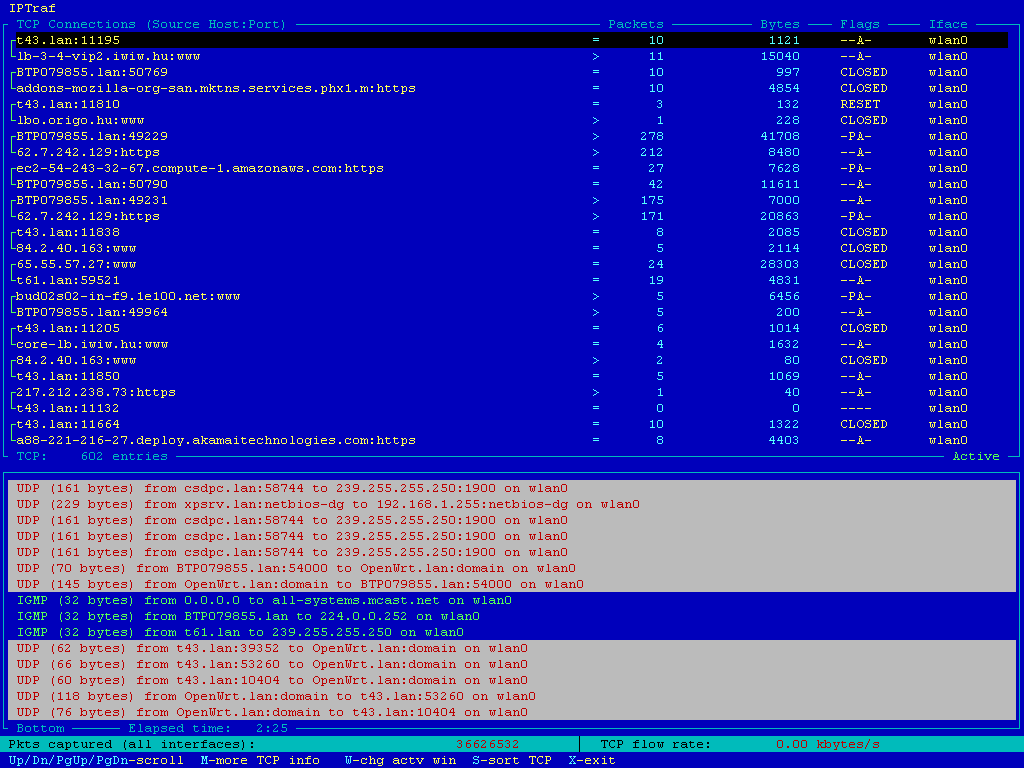 IPTraf
TCP Connections (Source Host:Port) Packets Bytes Flags Iface
t43.lan:11195 = 10 1121 --A- wlan0
lb-3-4-vip2.iwiw.hu:www > 11 15040 --A- wlan0
BTP079855.lan:50769 = 10 997 CLOSED wlan0
addons-mozilla-org-san.mktns.services.phx1.m:https = 10 4854 CLOSED wlan0
t43.lan:11810 = 3 132 RESET wlan0
lbo.origo.hu:www > 1 228 CLOSED wlan0
BTP079855.lan:49229 > 278 41708 -PA- wlan0
62.7.242.129:https > 212 8480 --A- wlan0
ec2-54-243-32-67.compute-1.amazonaws.com:https = 27 7628 -PA- wlan0
BTP079855.lan:50790 = 42 11611 --A- wlan0
BTP079855.lan:49231 > 175 7000 --A- wlan0
62.7.242.129:https > 171 20863 -PA- wlan0
t43.lan:11838 = 8 2085 CLOSED wlan0
84.2.40.163:www = 5 2114 CLOSED wlan0
65.55.57.27:www = 24 28303 CLOSED wlan0
t61.lan:59521 = 19 4831 --A- wlan0
bud02s02-in-f9.1e100.net:www > 5 6456 -PA- wlan0
BTP079855.lan:49964 > 5 200 --A- wlan0
t43.lan:11205 = 6 1014 CLOSED wlan0
core-lb.iwiw.hu:www = 4 1632 --A- wlan0
84.2.40.163:www > 2 80 CLOSED wlan0
t43.lan:11850 = 5 1069 --A- wlan0
217.212.238.73:https > 1 40 --A- wlan0
t43.lan:11132 = 0 0 ---- wlan0
t43.lan:11664 = 10 1322 CLOSED wlan0
a88-221-216-27.deploy.akamaitechnologies.com:https = 8 4403 --A- wlan0
TCP: 602 entries Active
UDP (161 bytes) from csdpc.lan:58744 to 239.255.255.250:1900 on wlan0
UDP (229 bytes) from xpsrv.lan:netbios-dg to 192.168.1.255:netbios-dg on wlan0
UDP (161 bytes) from csdpc.lan:58744 to 239.255.255.250:1900 on wlan0
UDP (161 bytes) from csdpc.lan:58744 to 239.255.255.250:1900 on wlan0
UDP (161 bytes) from csdpc.lan:58744 to 239.255.255.250:1900 on wlan0
UDP (70 bytes) from BTP079855.lan:54000 to OpenWrt.lan:domain on wlan0
UDP (145 bytes) from OpenWrt.lan:domain to BTP079855.lan:54000 on wlan0
IGMP (32 bytes) from 0.0.0.0 to all-systems.mcast.net on wlan0
IGMP (32 bytes) from BTP079855.lan to 224.0.0.252 on wlan0
IGMP (32 bytes) from t61.lan to 239.255.255.250 on wlan0
UDP (62 bytes) from t43.lan:39352 to OpenWrt.lan:domain on wlan0
UDP (66 bytes) from t43.lan:53260 to OpenWrt.lan:domain on wlan0
UDP (60 bytes) from t43.lan:10404 to OpenWrt.lan:domain on wlan0
UDP (118 bytes) from OpenWrt.lan:domain to t43.lan:53260 on wlan0
UDP (76 bytes) from OpenWrt.lan:domain to t43.lan:10404 on wlan0
Bottom Elapsed time: 2:25
Pkts captured (all interfaces): 36626532 TCP flow rate: 0.00 kbytes/s
Up/Dn/PgUp/PgDn-scroll M-more TCP info W-chg actv win S-sort TCP X-exit